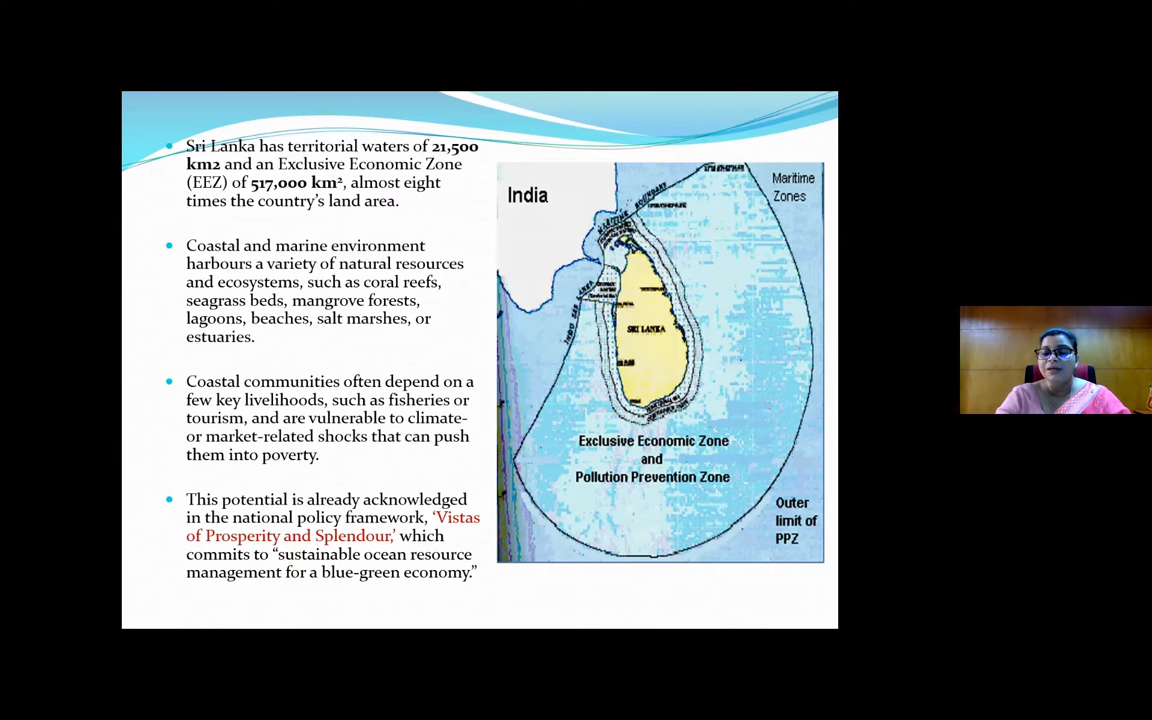 Sri Lanka has territorial waters of 21,500
km2 and an Exclusive Economic Zone
(EEZ) of 517,000 km², almost eight
times the country's land area.
Coastal and marine environment
harbours a variety of natural resources
and ecosystems, such as coral reefs,
seagrass beds, mangrove forests,
lagoons, beaches, salt marshes, or
estuaries.
Coastal communities often depend on a
few key livelihoods, such as fisheries or
tourism, and are vulnerable to climate-
or market-related shocks that can push
them into poverty.
This potential is already acknowledged
in the national policy framework, 'Vistas
of Prosperity and Splendour,' which
commits to “sustainable ocean resource
management for a blue-green economy.”
India
Maritime
Zones
MARITIME BOUNDARY
SRI LANKA
Exclusive Economic Zone
and
Pollution Prevention Zone
Outer
limit of
PPZ